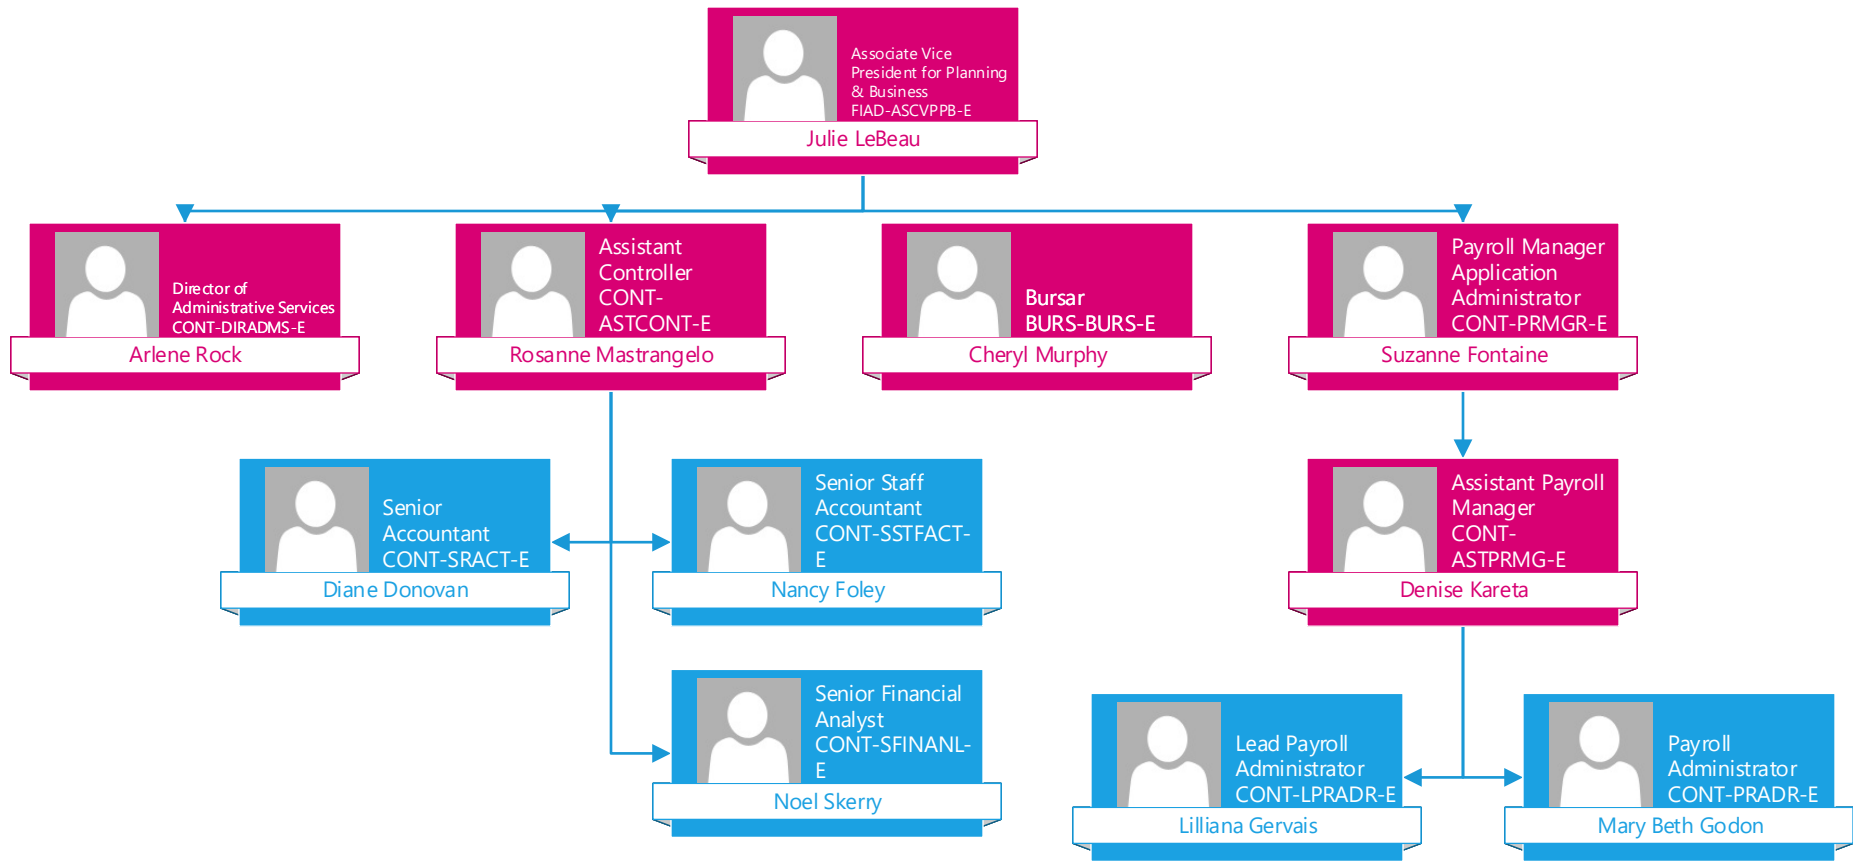 Associate Vice
President for Planning
& Business
FIAD-ASCVPPB-E
Julie LeBeau
Director of
Administrative Services
CONT-DIRADMS-E
Arlene Rock
Assistant
Controller
CONT-
ASTCONT-E
Rosanne Mastrangelo
Bursar
BURS-BURS-E
Cheryl Murphy
Payroll Manager
Application
Administrator
CONT-PRMGR-E
Suzanne Fontaine
Senior
Accountant
CONT-SRACT-E
Diane Donovan
Senior Staff
Accountant
CONT-SSTFACT-
E
Nancy Foley
Assistant Payroll
Manager
CONT-
ASTPRMG-E
Denise Kareta
Senior Financial
Analyst
CONT-SFINANL-
E
Noel Skerry
Lead Payroll
Administrator
CONT-LPRADR-E
Lilliana Gervais
Payroll
Administrator
CONT-PRADR-E
Mary Beth Godon